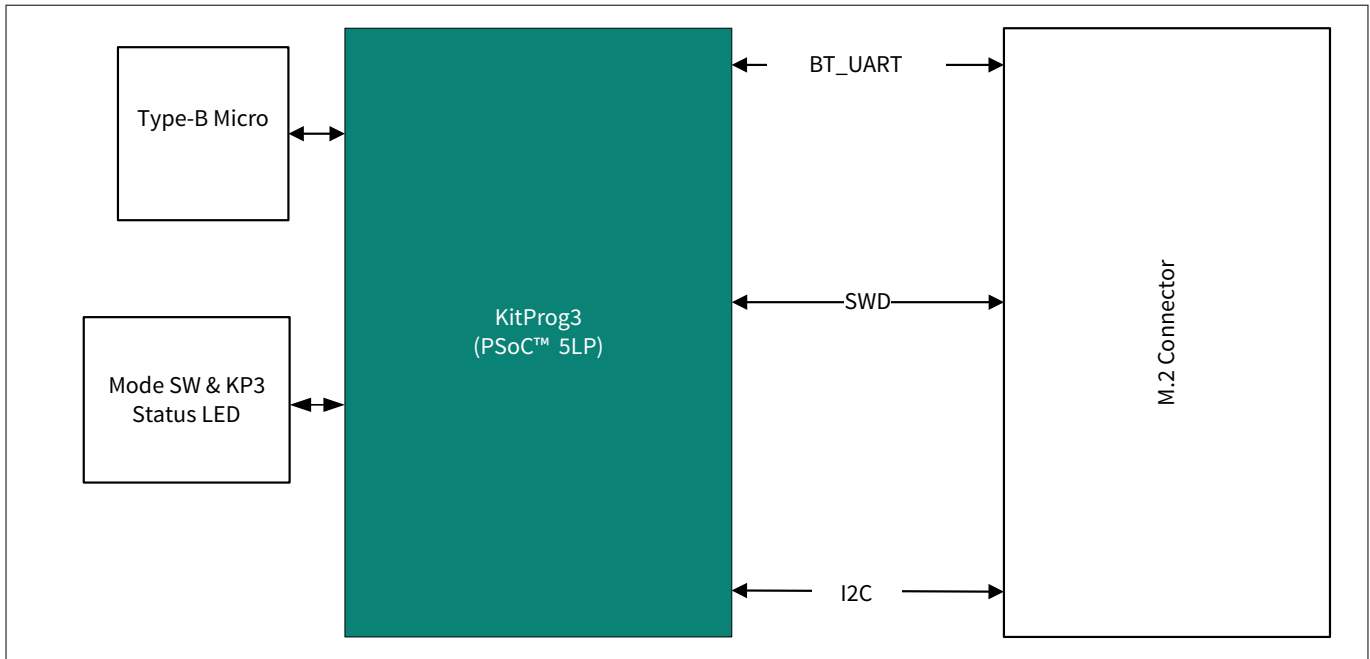 Type-B Micro
Mode SW & KP3
Status LED
KitProg3
(PSoC™ 5LP)
BT_UART
SWD
I2C
M.2 Connector